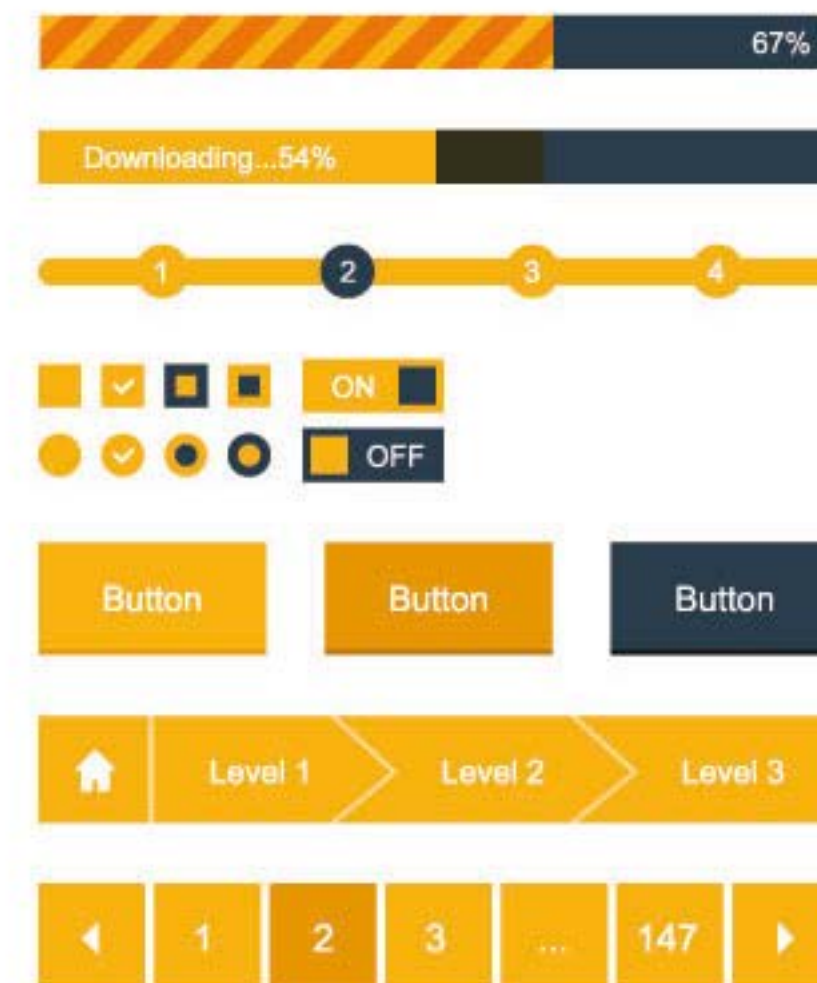 67%
Downloading...54%
1 2 3 4
ON
OFF
Button Button Button
Level 1 Level 2 Level 3
1 2 3 ... 147